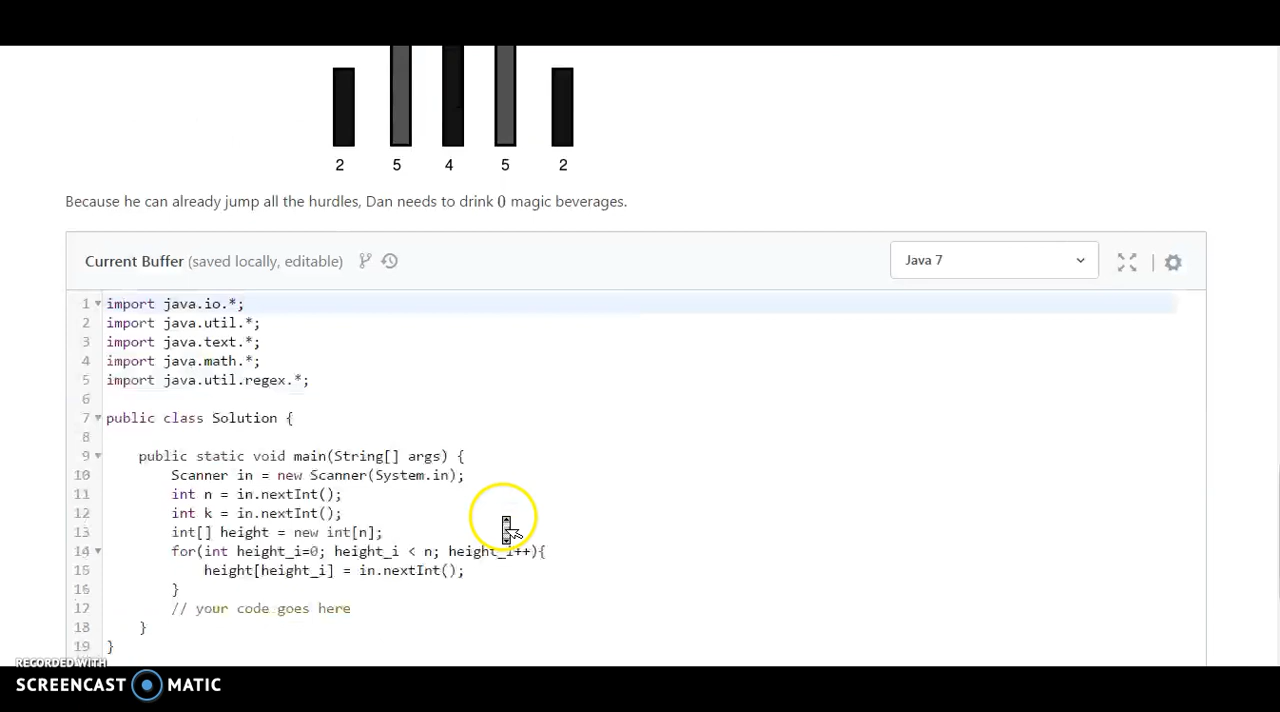 2 5 4 5 2
Because he can already jump all the hurdles, Dan needs to drink 0 magic beverages.
Current Buffer (saved locally, editable) Java 7
1 import java.io.*;
2 import java.util.*;
3 import java.text.*;
4 import java.math.*;
5 import java.util.regex.*;
6
7 public class Solution {
8
9 public static void main(String[] args) {
10 Scanner in = new Scanner(System.in);
11 int n = in.nextInt();
12 int k = in.nextInt();
13 int[] height = new int[n];
14 for(int height_i=0; height_i < n; height_i++){
15 height[height_i] = in.nextInt();
16 }
17 // your code goes here
18 }
19 }
RECORDED WITH
SCREENCAST MATIC